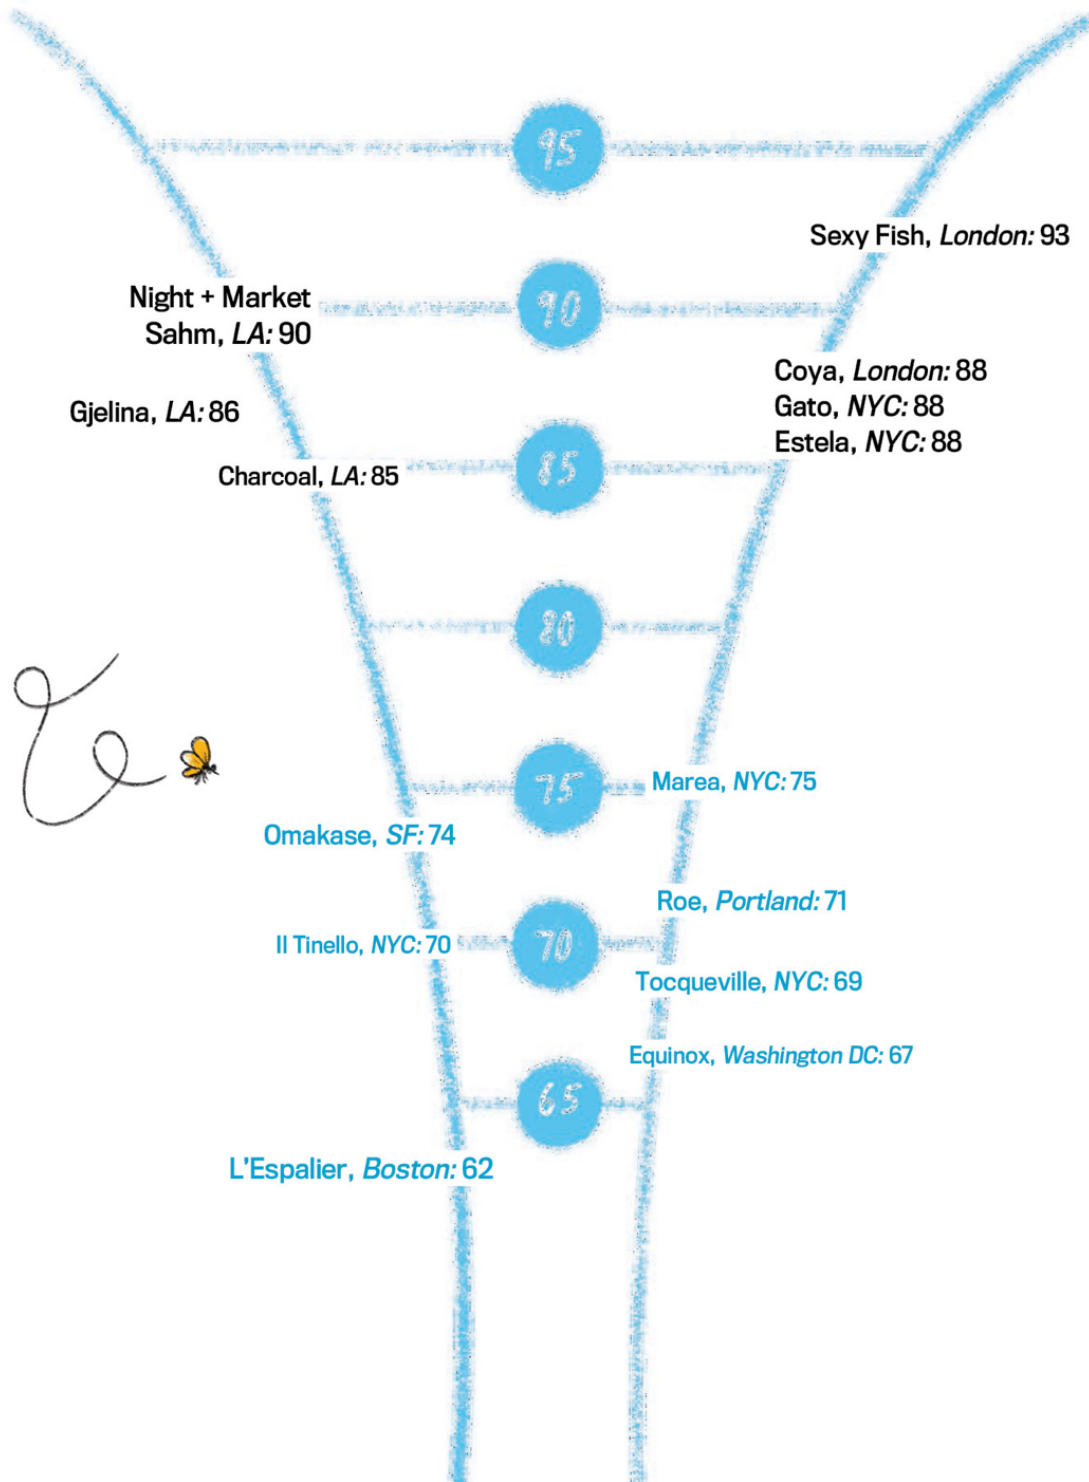 95
Sexy Fish, London: 93
Night + Market
Sahm, LA: 90
90
Coya, London: 88
Gato, NYC: 88
Estela, NYC: 88
Gjelina, LA: 86
Charcoal, LA: 85
85
80
75
Marea, NYC: 75
Omakase, SF: 74
Roe, Portland: 71
Il Tinello, NYC: 70
70
Tocqueville, NYC: 69
Equinox, Washington DC: 67
65
L'Espalier, Boston: 62